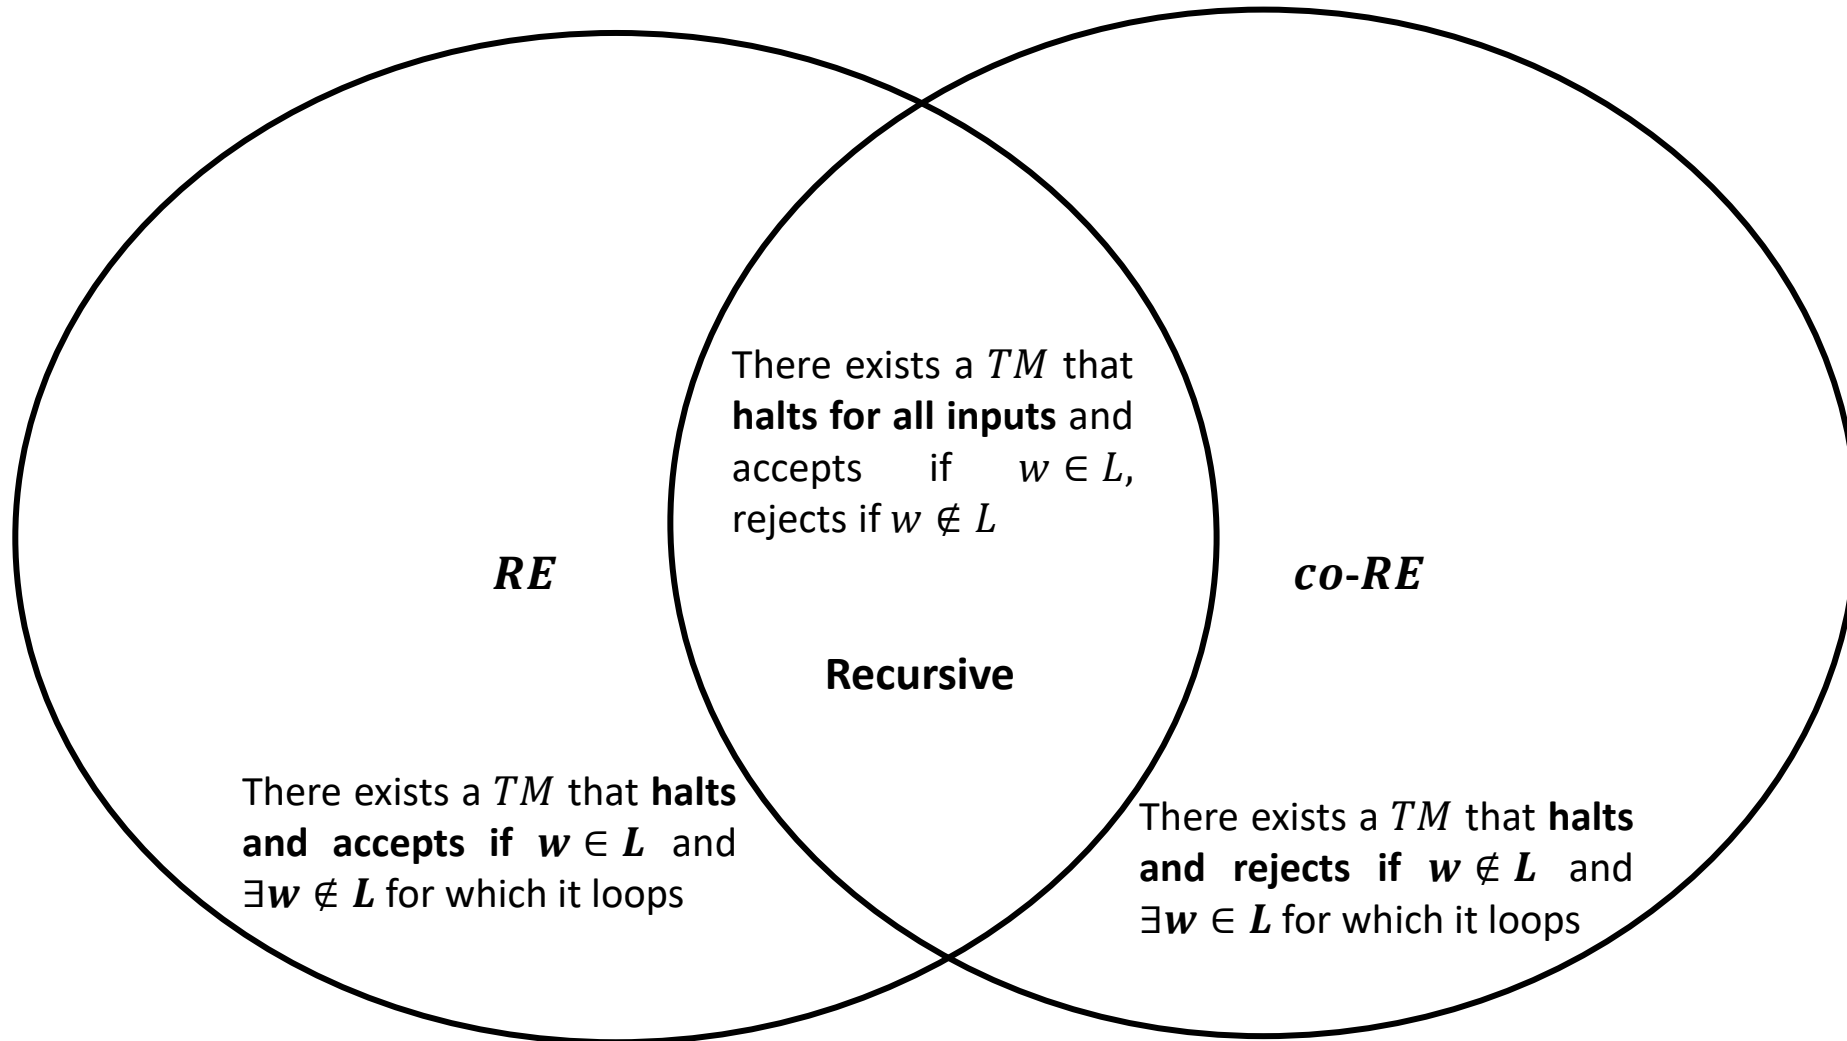 There exists a 𝑇𝑀 that
halts for all inputs and
accepts if 𝑤 ∈ 𝐿,
rejects if 𝑤 ∉ 𝐿
RE
co-RE
Recursive
There exists a 𝑇𝑀 that halts
and accepts if 𝒘 ∈ 𝑳 and
∃𝒘 ∉ 𝑳 for which it loops
There exists a 𝑇𝑀 that halts
and rejects if 𝒘 ∉ 𝑳 and
∃𝒘 ∈ 𝑳 for which it loops